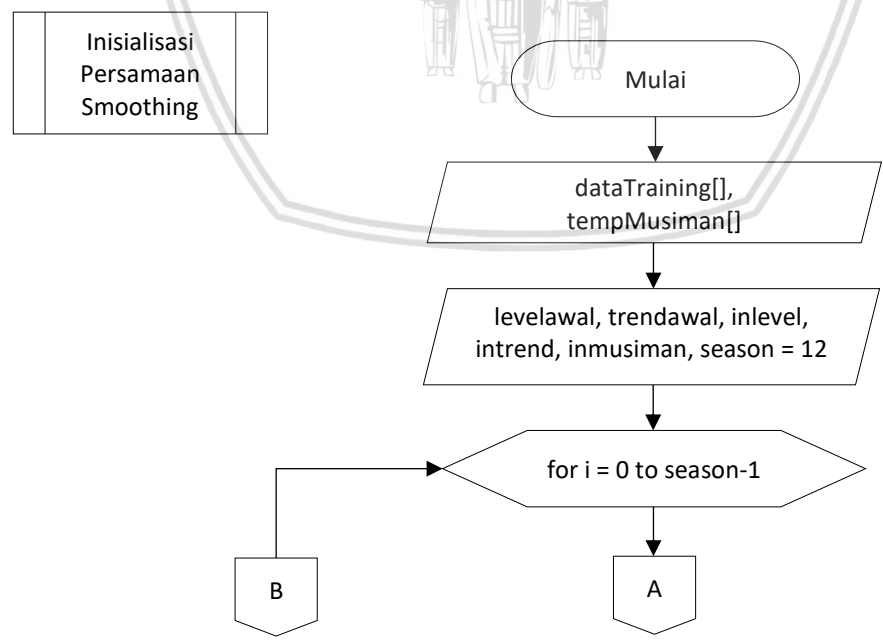 Inisialisasi
Persamaan
Smoothing
Mulai
dataTraining[],
tempMusiman[]
levelawal, trendawal, inlevel,
intrend, inmusiman, season = 12
for i = 0 to season-1
B
A